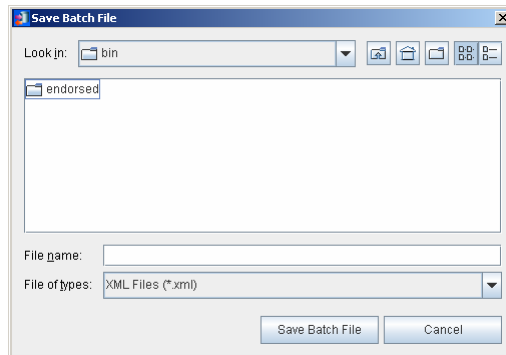 Save Batch File
Look in: bin
endorsed
File name:
File of types: XML Files (*.xml)
Save Batch File Cancel